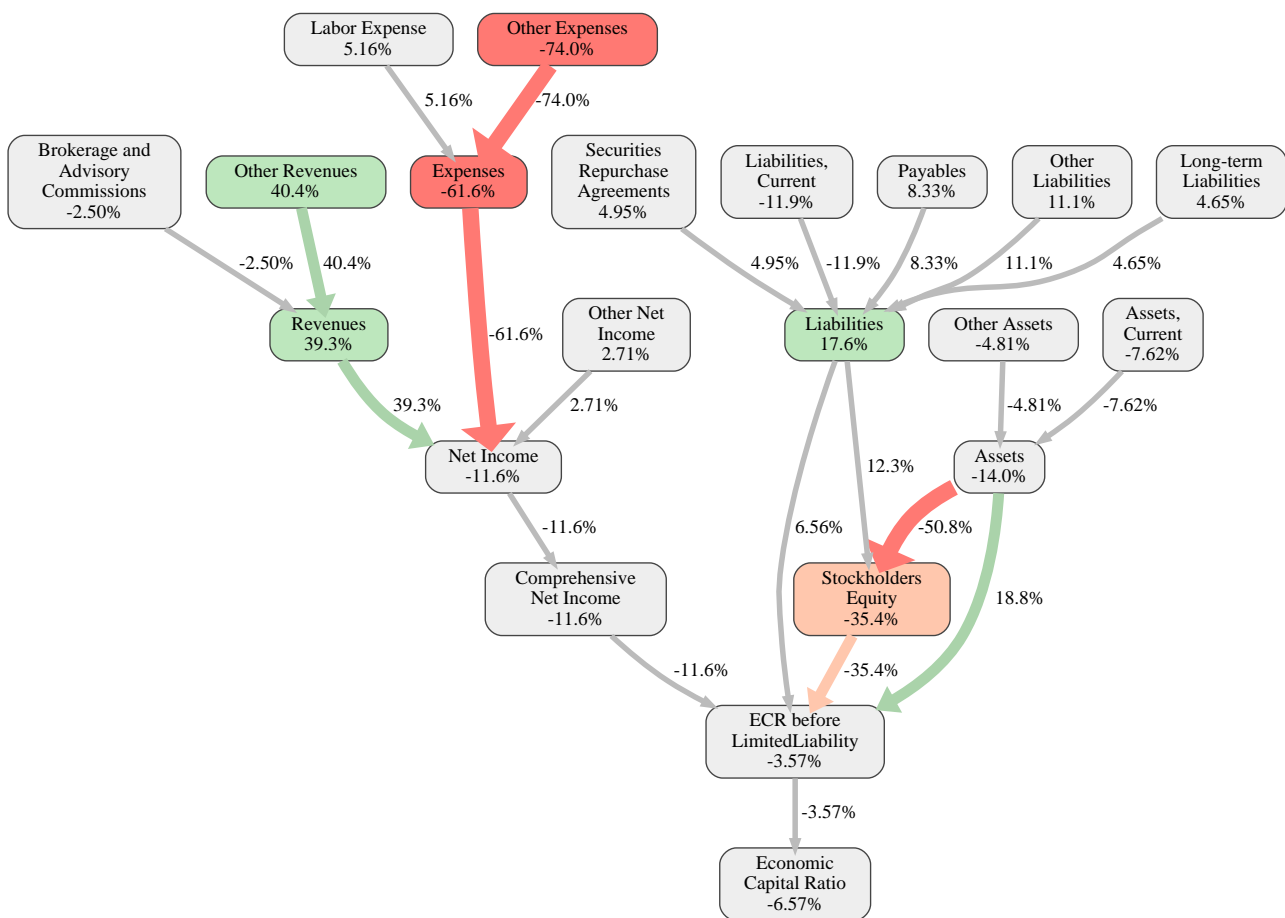 Labor Expense
5.16%
Other Expenses
-74.0%
5.16%
-74.0%
Brokerage and
Advisory
Commissions
-2.50%
Other Revenues
40.4%
Expenses
-61.6%
Securities
Repurchase
Agreements
4.95%
Liabilities,
Current
-11.9%
Payables
8.33%
Other
Liabilities
11.1%
Long-term
Liabilities
4.65%
-2.50%
40.4%
4.95%
-11.9%
8.33%
11.1%
4.65%
Revenues
39.3%
-61.6%
Other Net
Income
2.71%
Liabilities
17.6%
Other Assets
-4.81%
Assets,
Current
-7.62%
39.3%
2.71%
-4.81%
-7.62%
Net Income
-11.6%
12.3%
Assets
-14.0%
-11.6%
6.56%
-50.8%
Comprehensive
Net Income
-11.6%
Stockholders
Equity
-35.4%
18.8%
-11.6%
-35.4%
ECR before
LimitedLiability
-3.57%
-3.57%
Economic
Capital Ratio
-6.57%